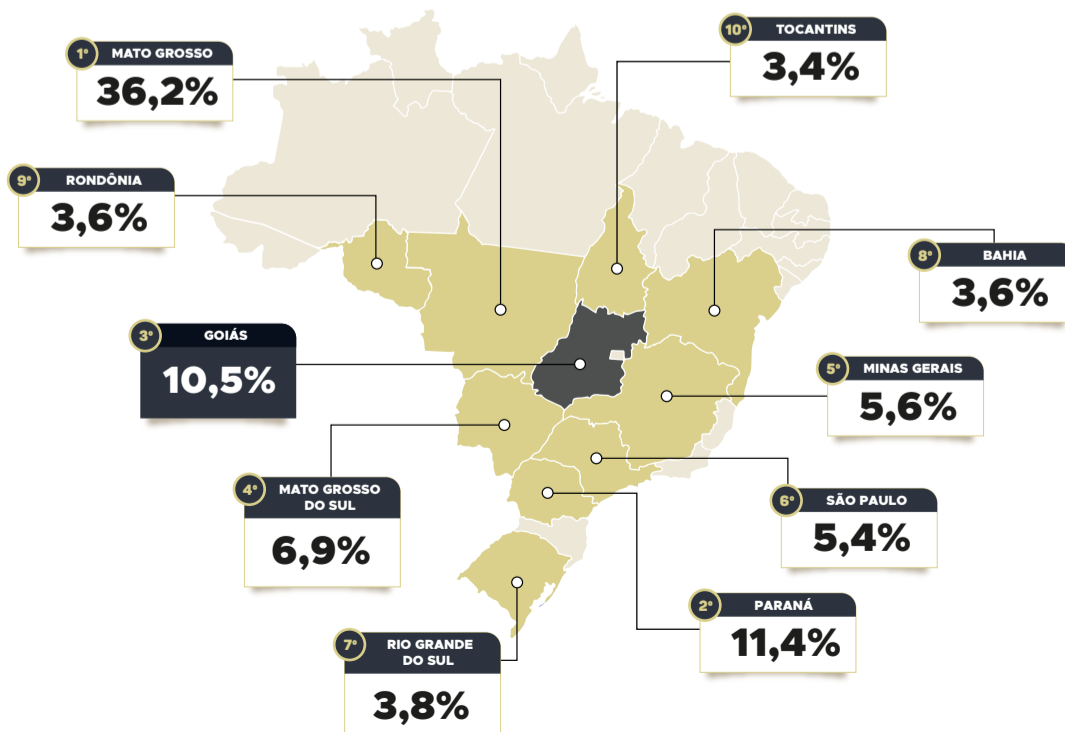 1º MATO GROSSO
36,2%
10º TOCANTINS
3,4%
9º RONDÔNIA
3,6%
8º BAHIA
3,6%
3º GOIÁS
10,5%
5º MINAS GERAIS
5,6%
4º MATO GROSSO
DO SUL
6,9%
6º SÃO PAULO
5,4%
2º PARANÁ
11,4%
7º RIO GRANDE
DO SUL
3,8%